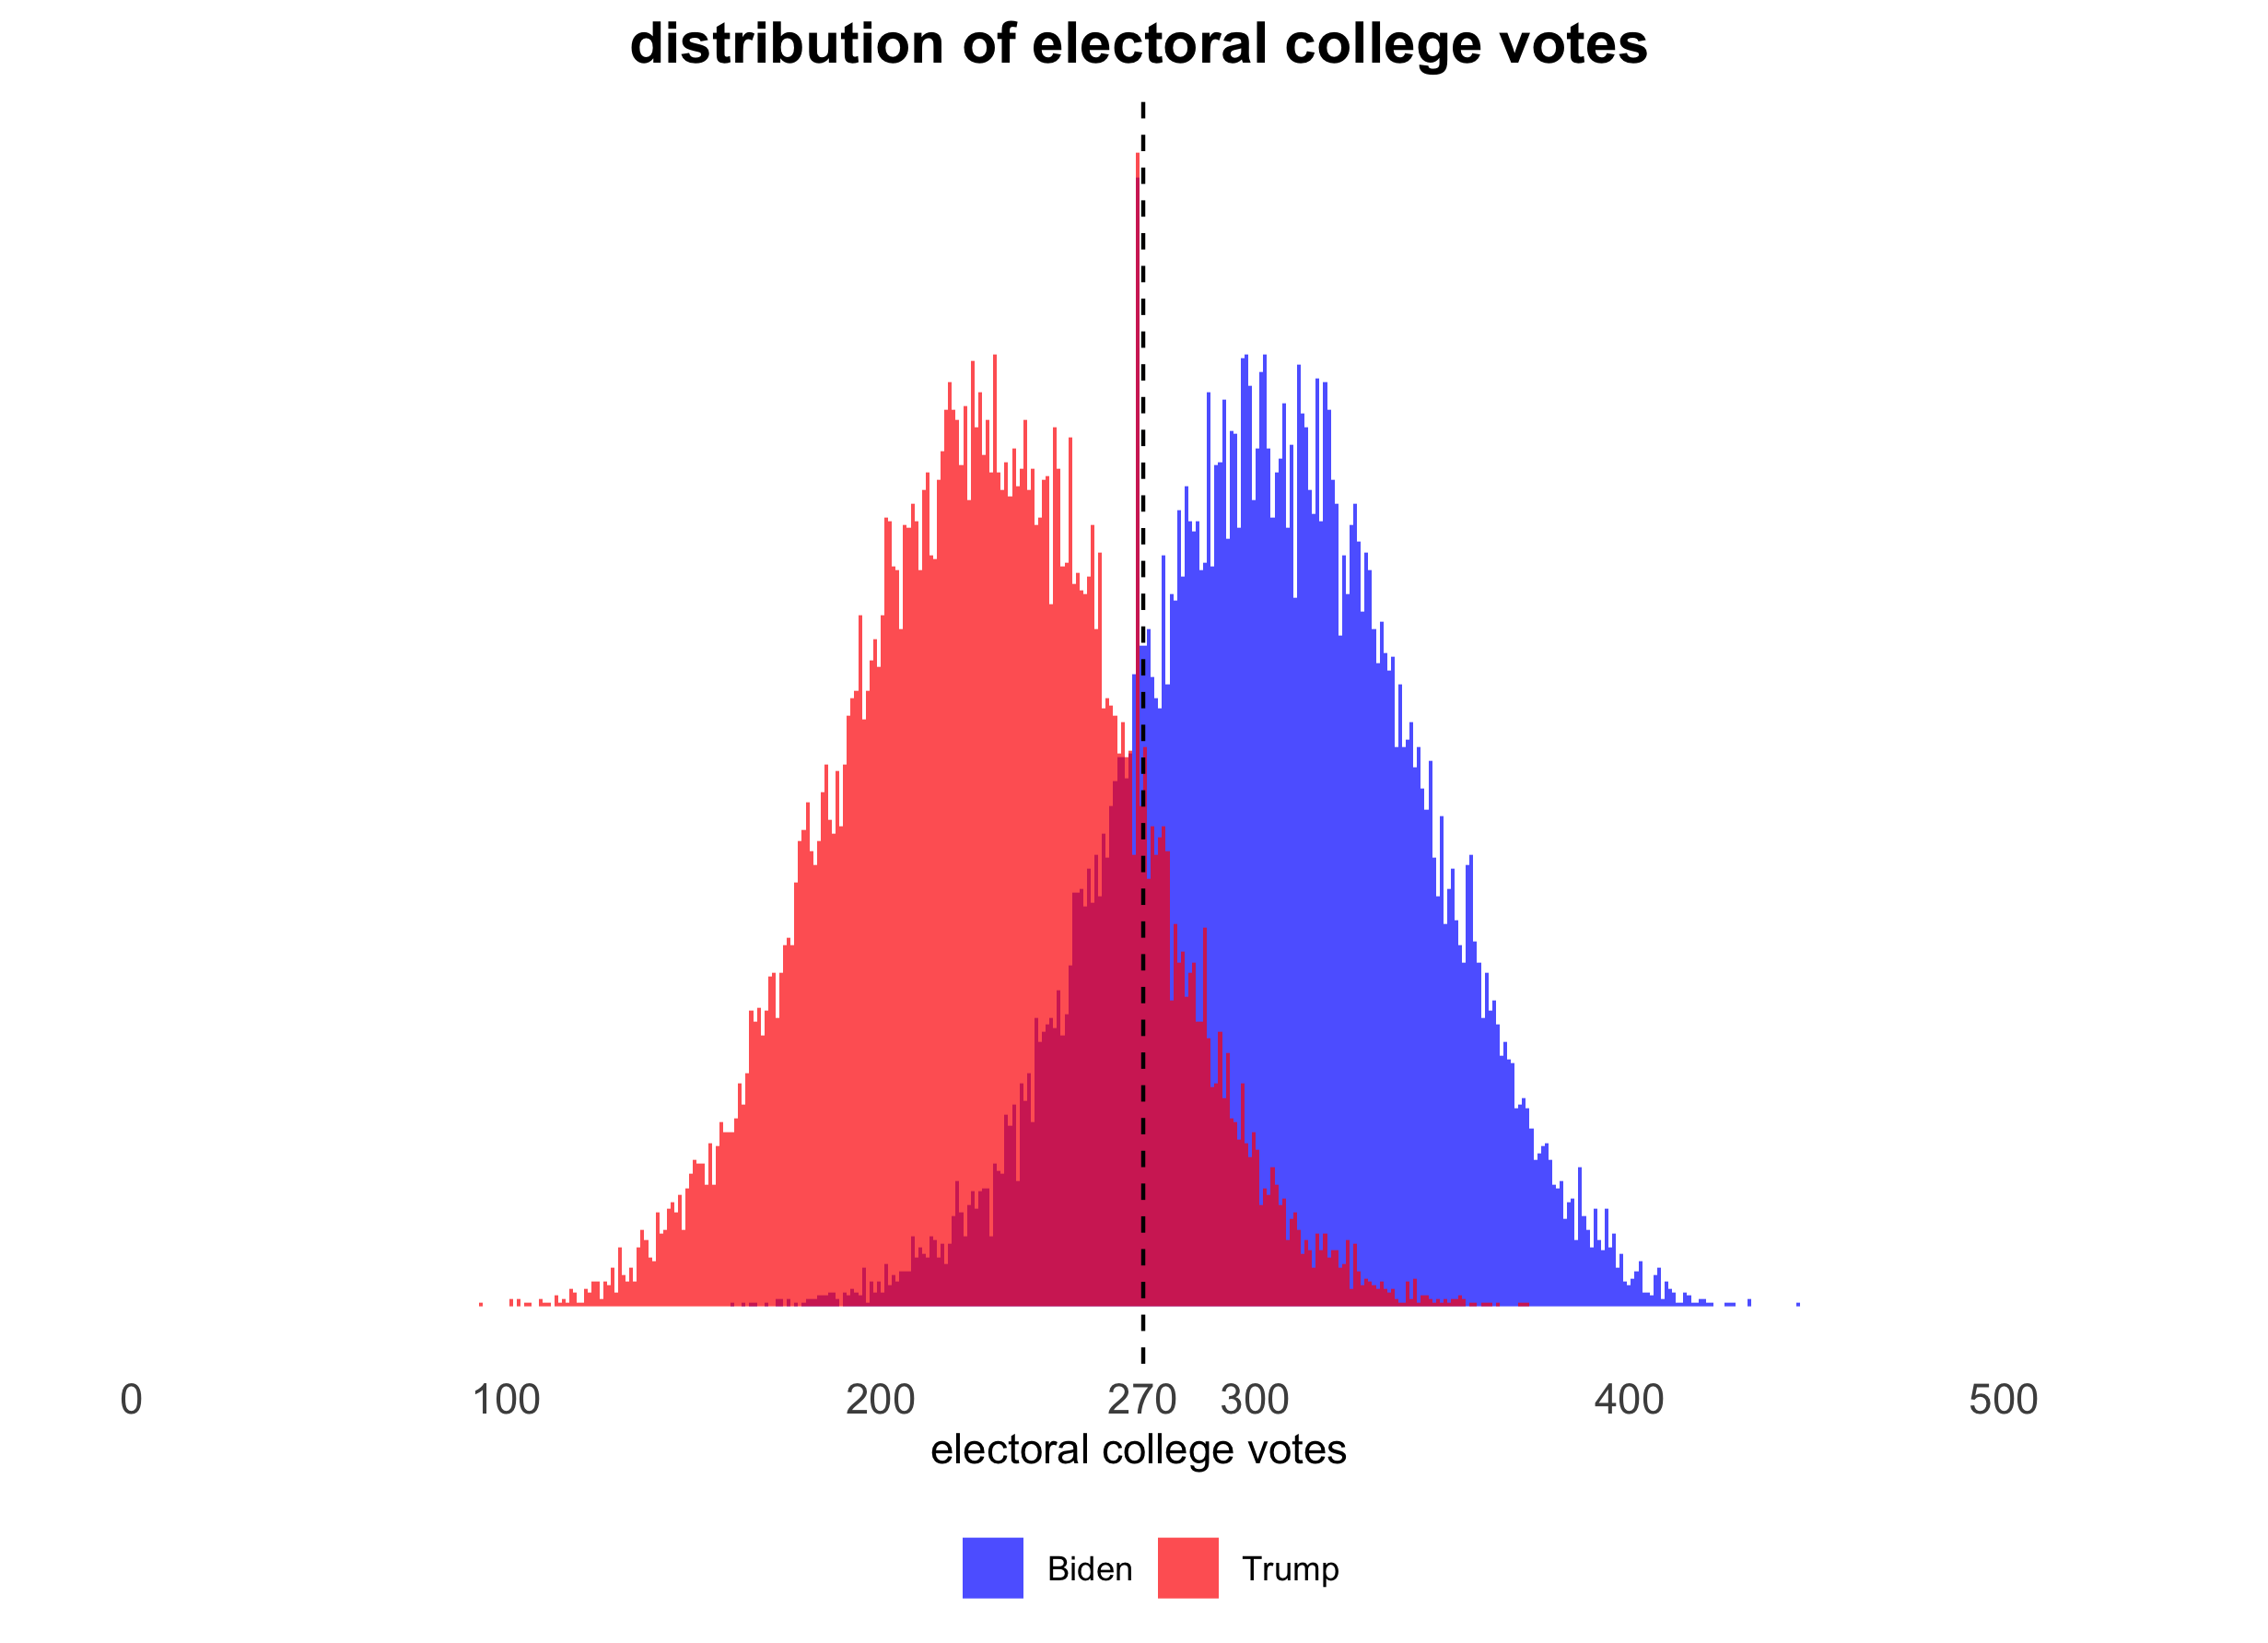 distribution of electoral college votes
0 100 200 270 300 400 500
electoral college votes
Biden Trump